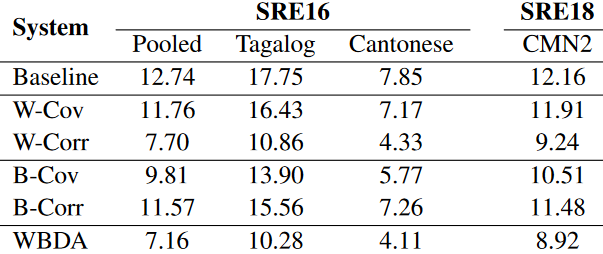 System SRE16 SRE18
Pooled Tagalog Cantonese CMN2
Baseline 12.74 17.75 7.85 12.16
W-Cov 11.76 16.43 7.17 11.91
W-Corr 7.70 10.86 4.33 9.24
B-Cov 9.81 13.90 5.77 10.51
B-Corr 11.57 15.56 7.26 11.48
WBDA 7.16 10.28 4.11 8.92